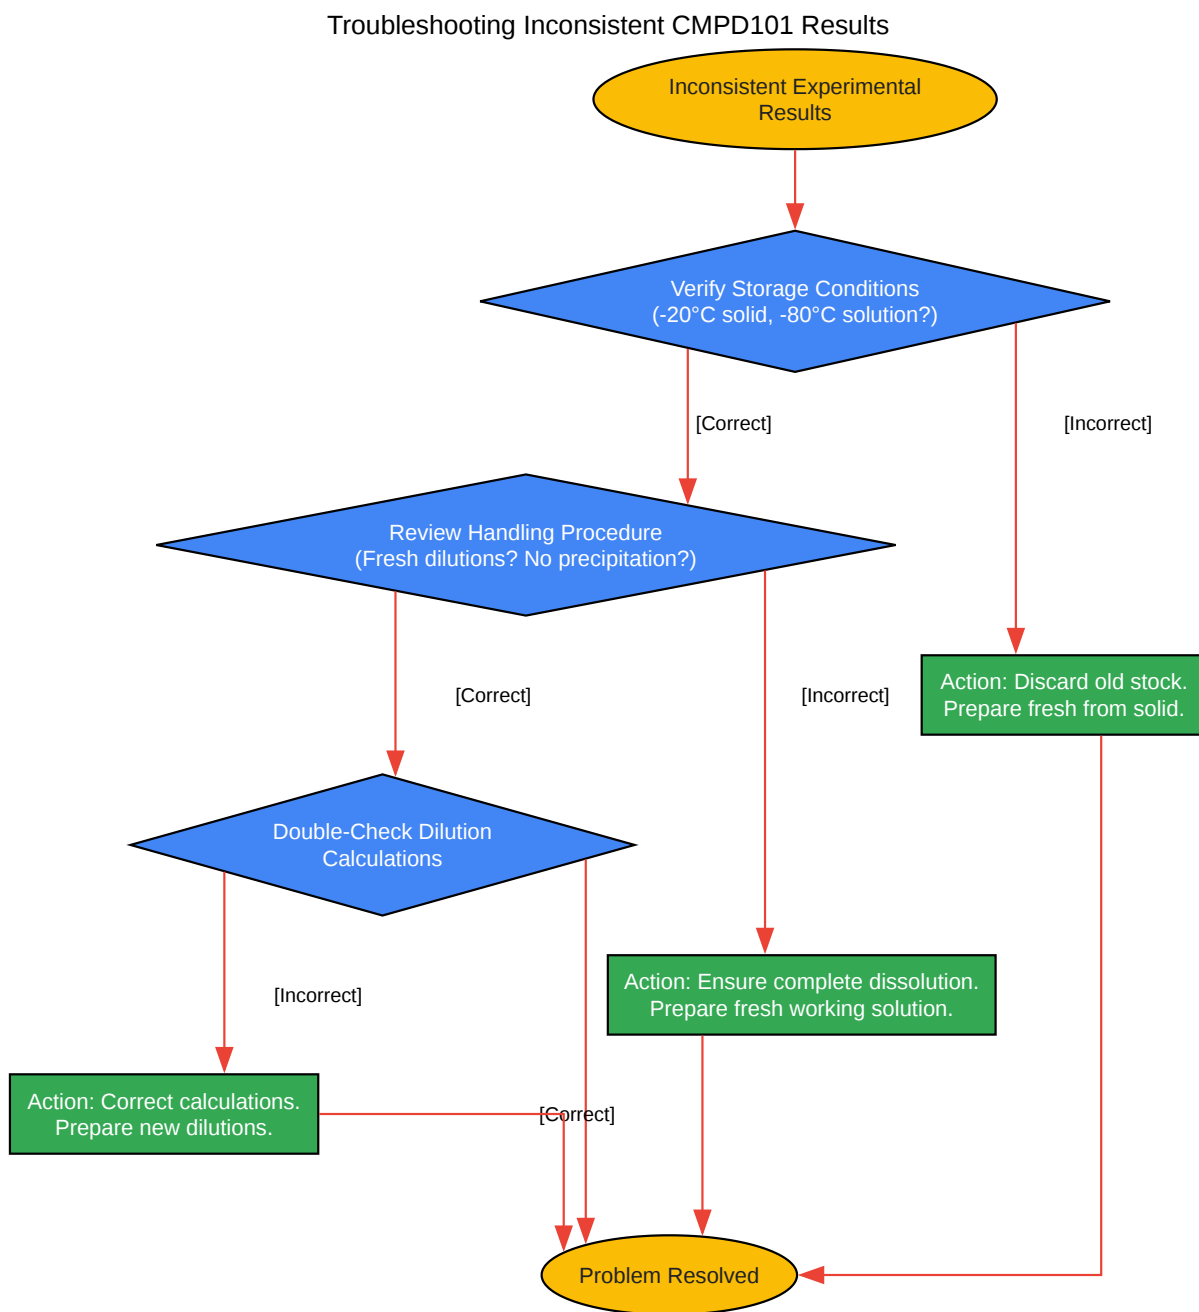 Troubleshooting Inconsistent CMPD101 Results
Inconsistent Experimental
Results
Verify Storage Conditions
(-20°C solid, -80°C solution?)
[Correct]
[Incorrect]
Review Handling Procedure
(Fresh dilutions? No precipitation?)
[Correct]
[Incorrect]
Action: Discard old stock.
Prepare fresh from solid.
Double-Check Dilution
Calculations
[Incorrect]
Action: Ensure complete dissolution.
Prepare fresh working solution.
Action: Correct calculations.
Prepare new dilutions.
[Correct]
Problem Resolved